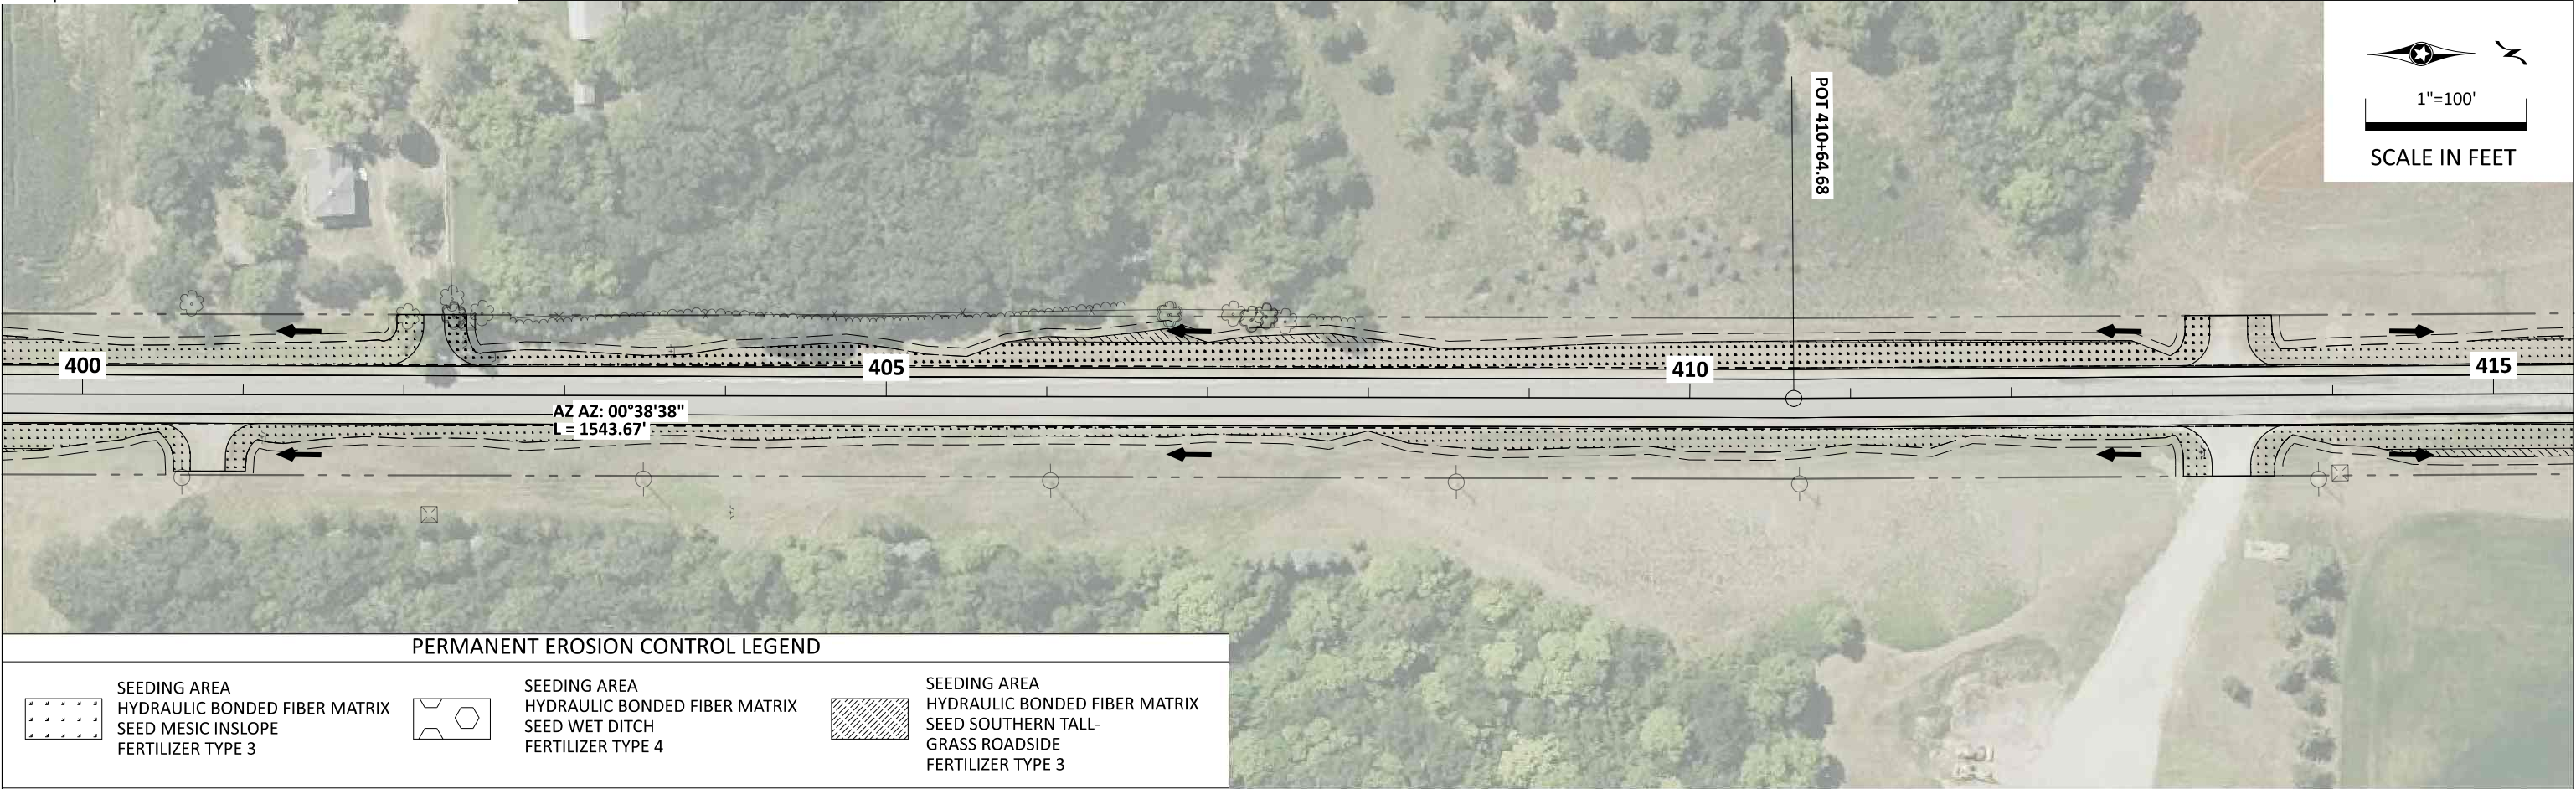 1"=100'
SCALE IN FEET
POT 410+64.68
400
405
410
415
AZ AZ: 00°38'38"
L = 1543.67'
PERMANENT EROSION CONTROL LEGEND
SEEDING AREA
HYDRAULIC BONDED FIBER MATRIX
SEED MESIC INSLOPE
FERTILIZER TYPE 3
SEEDING AREA
HYDRAULIC BONDED FIBER MATRIX
SEED WET DITCH
FERTILIZER TYPE 4
SEEDING AREA
HYDRAULIC BONDED FIBER MATRIX
SEED SOUTHERN TALL-
GRASS ROADSIDE
FERTILIZER TYPE 3